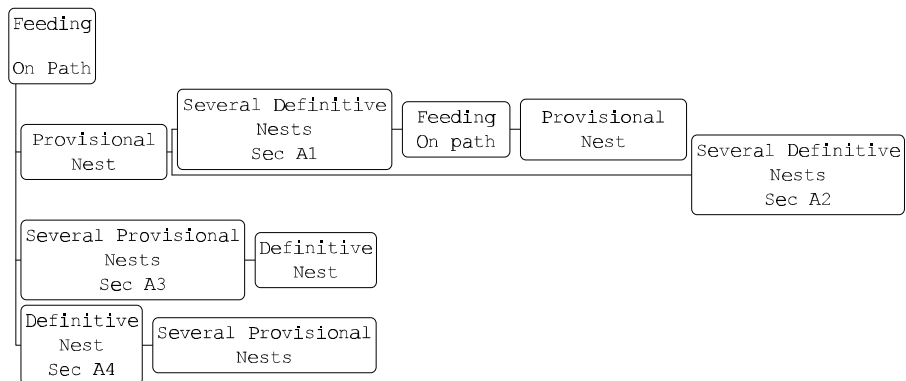 Feeding
On Path
Provisional
Nest
Several Definitive
Nests
Sec A1
Feeding
On path
Provisional
Nest
Several Definitive
Nests
Sec A2
Several Provisional
Nests
Sec A3
Definitive
Nest
Definitive
Nest
Sec A4
Several Provisional
Nests